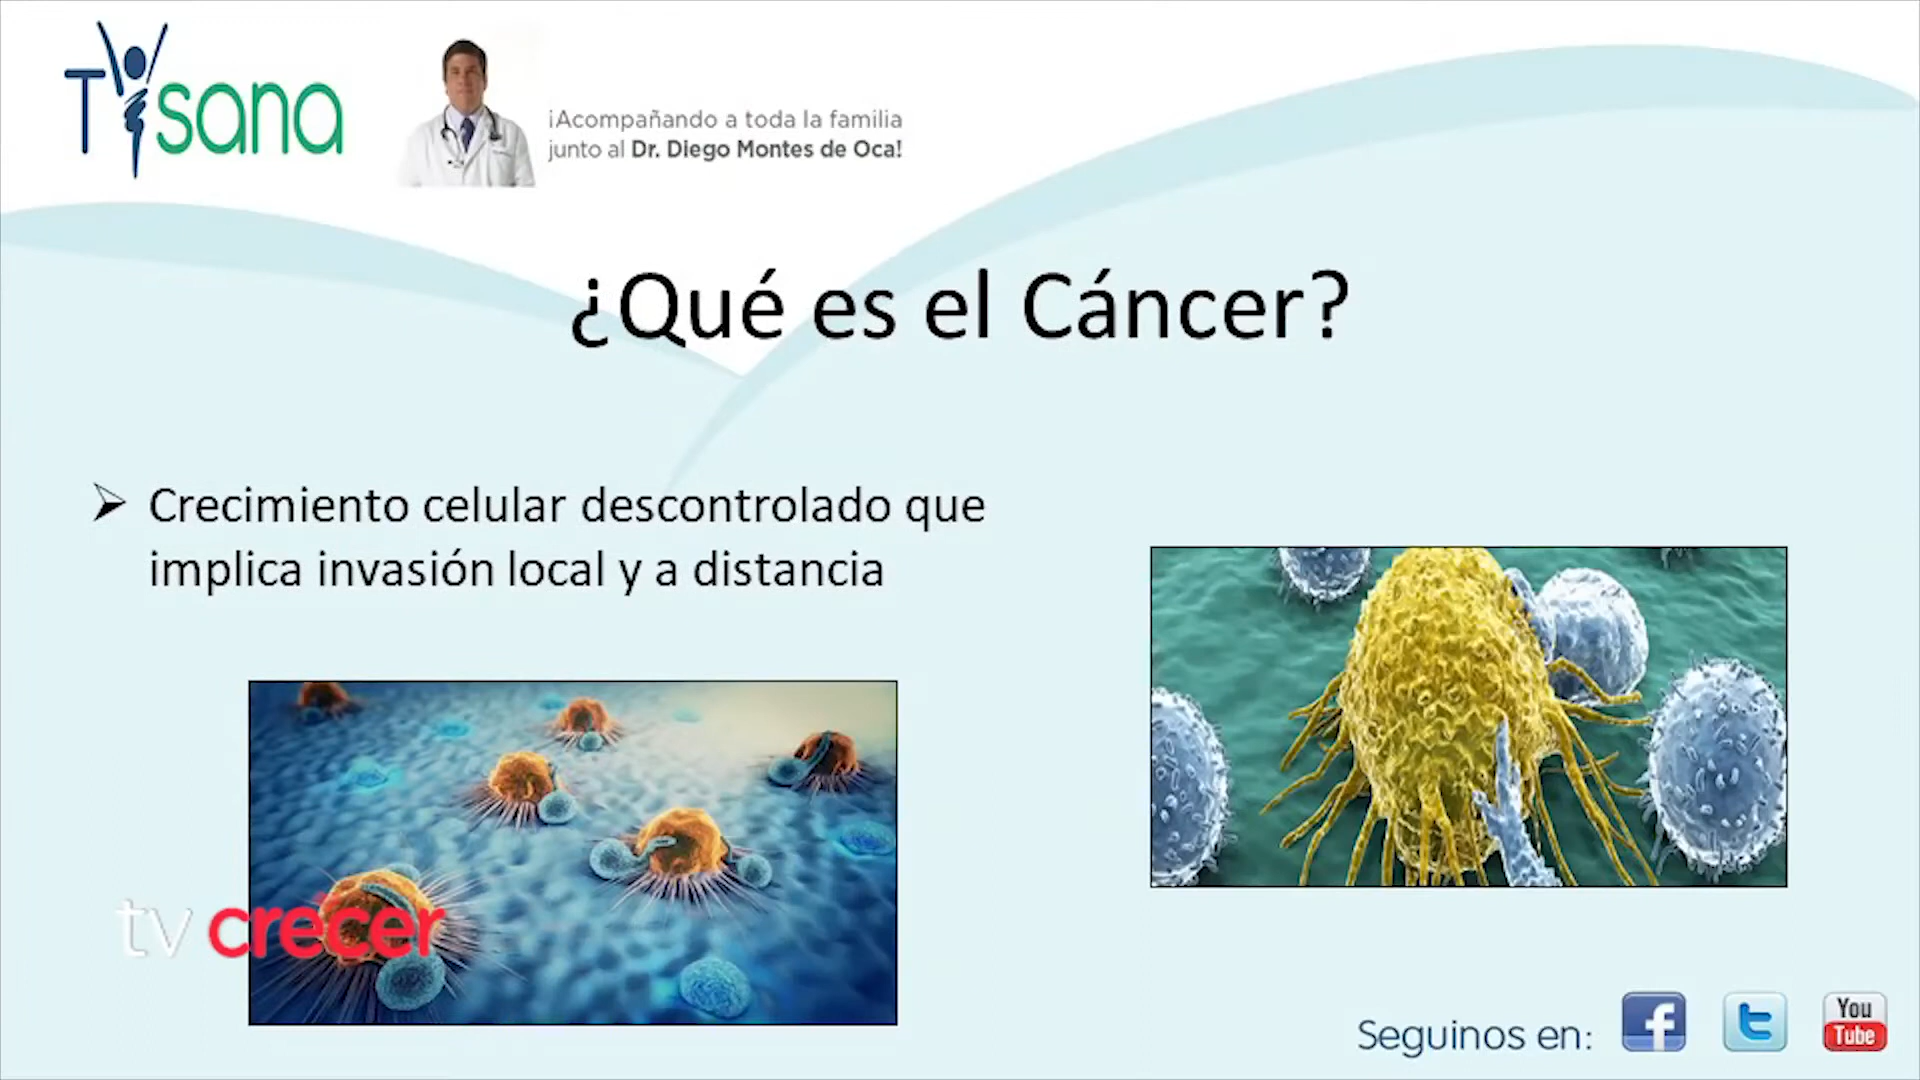 TVsana
¡Acompañando a toda la familia
junto al Dr. Diego Montes de Oca!
¿Qué es el Cáncer?
Crecimiento celular descontrolado que
implica invasión local y a distancia
tv crecer
Seguinos en:
You
Tube